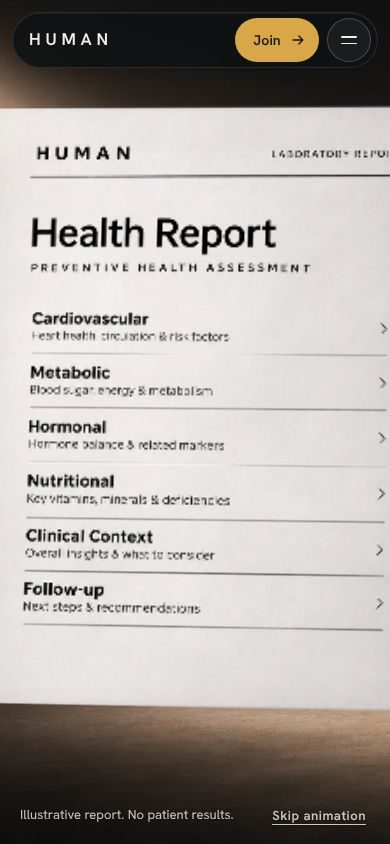 HUMAN
Join
HUMAN
LABORATORY
Health Report
PREVENTIVE HEALTH ASSESSMENT
Cardiovascular
Heart health, circulation & risk factors
Metabolic
Blood sugar, energy & metabolism
Hormonal
Hormone balance & related markers
Nutritional
Key vitamins, minerals & deficiencies
Clinical Context
Overall insights & what to consider
Follow-up
Next steps & recommendations
Illustrative report. No patient results.
Skip animation